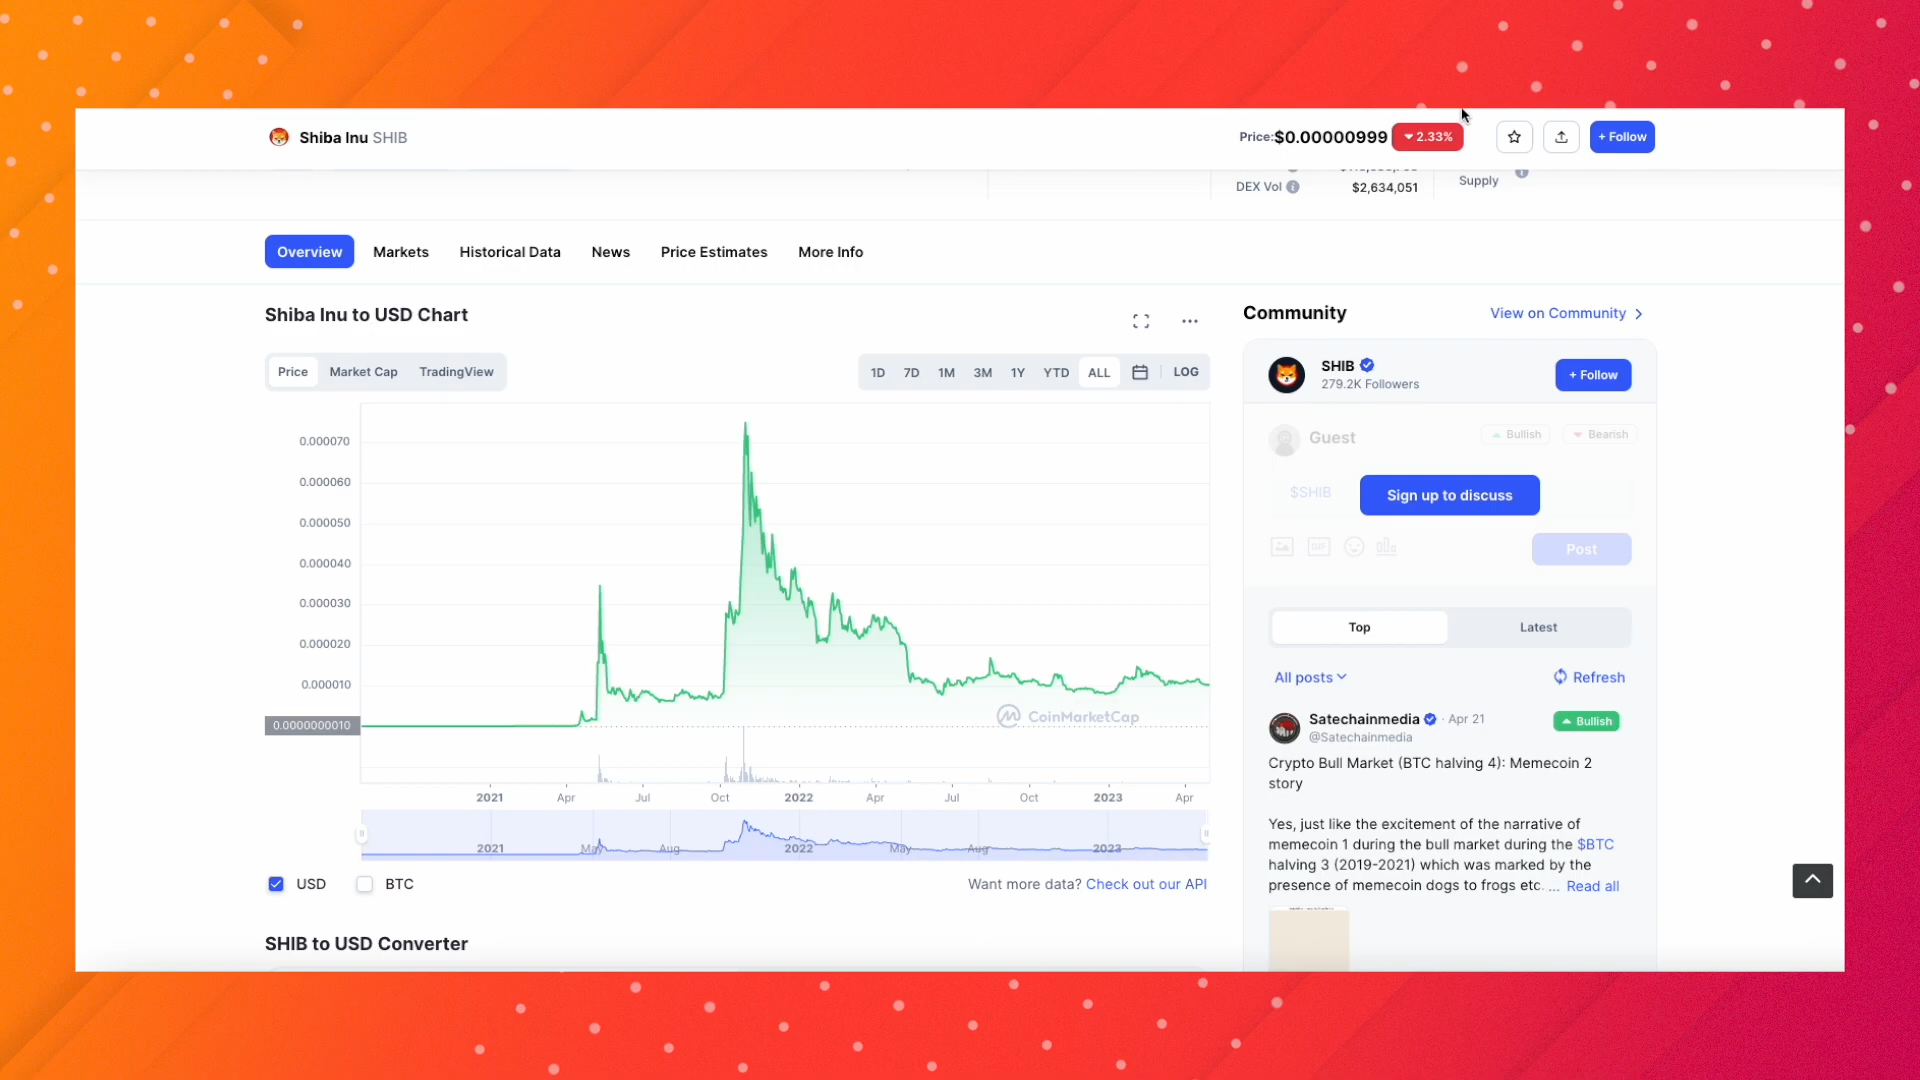 Shiba Inu SHIB
Price:$0.00000999 2.33%
+ Follow
DEX Vol
$2,634,051
Supply
Overview
Markets
Historical Data
News
Price Estimates
More Info
Shiba Inu to USD Chart
Price
Market Cap
TradingView
1D
7D
1M
3M
1Y
YTD
ALL
LOG
0.000070
0.000060
0.000050
0.000040
0.000030
0.000020
0.000010
0.0000000010
CoinMarketCap
2021
Apr
Jul
Oct
2022
Apr
Jul
Oct
2023
Apr
2021
May
Aug
2022
May
Aug
2023
USD
BTC
Want more data? Check out our API
SHIB to USD Converter
Community
View on Community
SHIB
279.2K Followers
+ Follow
Guest
Bullish
Bearish
$SHIB
Sign up to discuss
GIF
Post
Top
Latest
All posts
Refresh
Satechainmedia · Apr 21
@Satechainmedia
Bullish
Crypto Bull Market (BTC halving 4): Memecoin 2
story
Yes, just like the excitement of the narrative of
memecoin 1 during the bull market during the $BTC
halving 3 (2019-2021) which was marked by the
presence of memecoin dogs to frogs etc. ... Read all